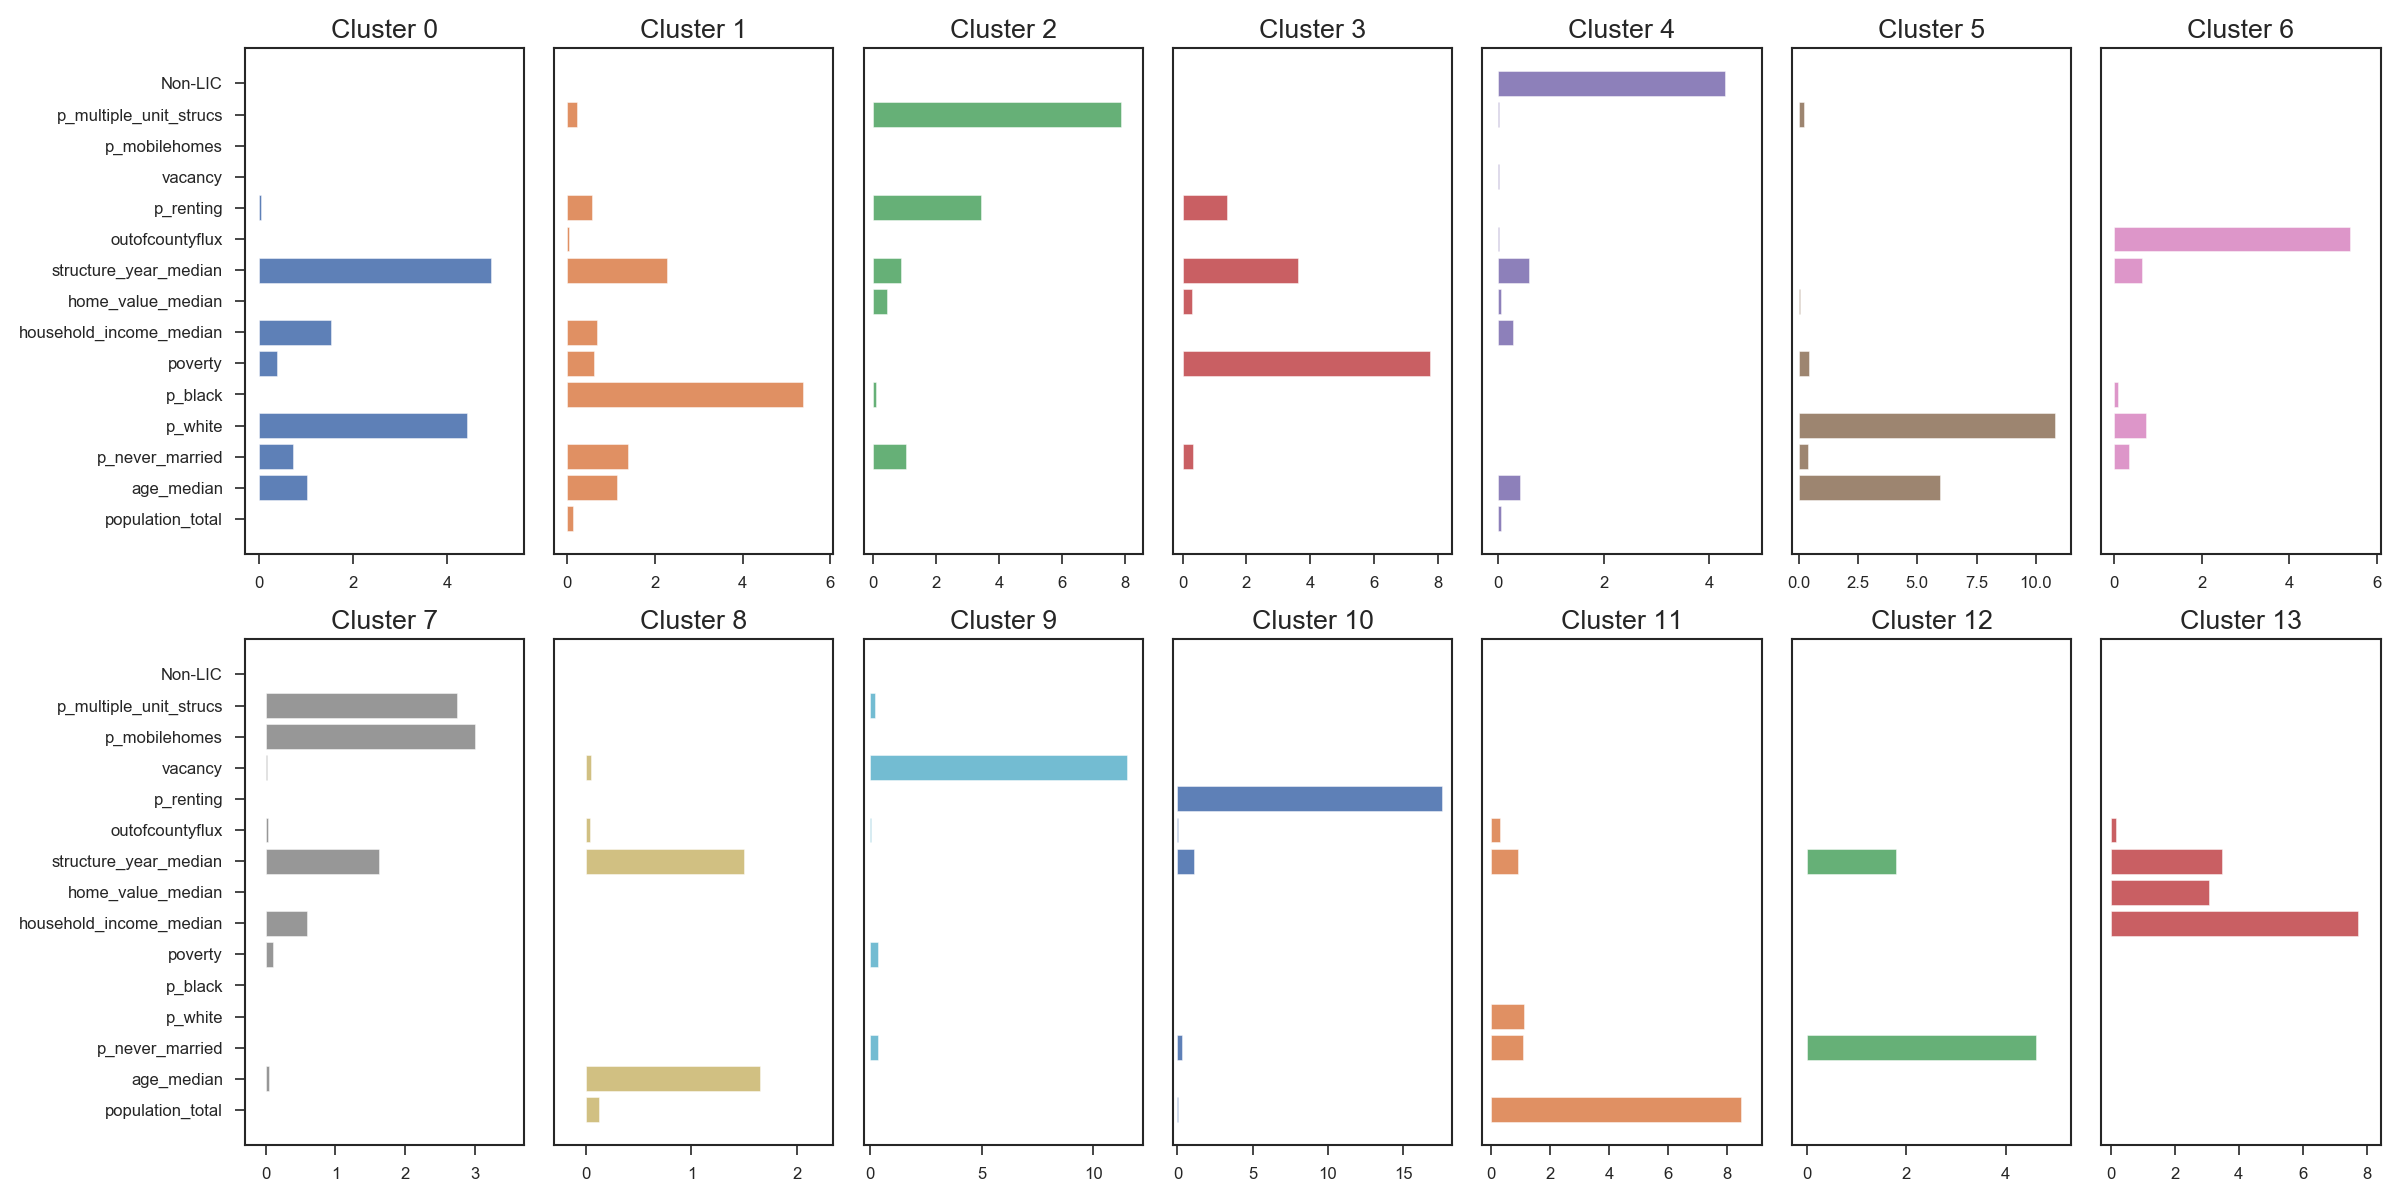 Cluster 0 Cluster 1 Cluster 2 Cluster 3 Cluster 4 Cluster 5 Cluster 6
Non-LIC
p_multiple_unit_strucs
p_mobilehomes
vacancy
p_renting
outofcountyflux
structure_year_median
home_value_median
household_income_median
poverty
p_black
p_white
p_never_married
age_median
population_total
0 2 4 0 2 4 6 0 2 4 6 8 0 2 4 6 8 0 2 4 0.0 2.5 5.0 7.5 10.0 0 2 4 6
Cluster 7 Cluster 8 Cluster 9 Cluster 10 Cluster 11 Cluster 12 Cluster 13
Non-LIC
p_multiple_unit_strucs
p_mobilehomes
vacancy
p_renting
outofcountyflux
structure_year_median
home_value_median
household_income_median
poverty
p_black
p_white
p_never_married
age_median
population_total
0 1 2 3 0 1 2 0 5 10 0 5 10 15 0 2 4 6 8 0 2 4 0 2 4 6 8